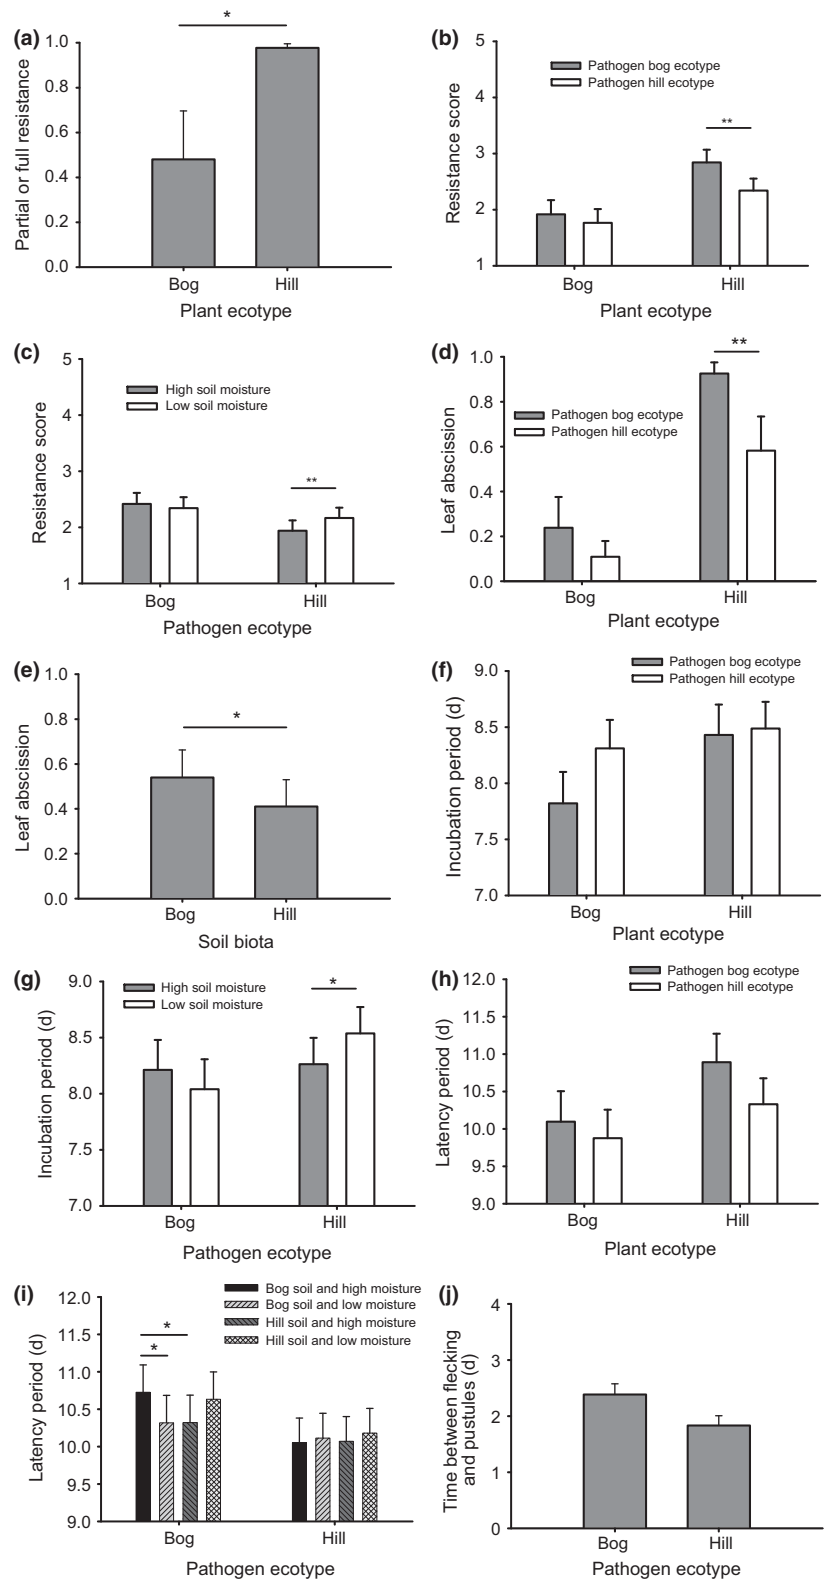 (a)
*
Partial or full resistance
1.0
0.8
0.6
0.4
0.2
0.0
Bog
Hill
Plant ecotype
(b)
Pathogen bog ecotype
Pathogen hill ecotype
**
Resistance score
5
4
3
2
1
Bog
Hill
Plant ecotype
(c)
High soil moisture
Low soil moisture
**
Resistance score
5
4
3
2
1
Bog
Hill
Pathogen ecotype
(d)
**
Pathogen bog ecotype
Pathogen hill ecotype
Leaf abscission
1.0
0.8
0.6
0.4
0.2
0.0
Bog
Hill
Plant ecotype
(e)
*
Leaf abscission
1.0
0.8
0.6
0.4
0.2
0.0
Bog
Hill
Soil biota
(f)
Pathogen bog ecotype
Pathogen hill ecotype
Incubation period (d)
9.0
8.5
8.0
7.5
7.0
Bog
Hill
Plant ecotype
(g)
High soil moisture
Low soil moisture
*
Incubation period (d)
9.0
8.5
8.0
7.5
7.0
Bog
Hill
Pathogen ecotype
(h)
Pathogen bog ecotype
Pathogen hill ecotype
Latency period (d)
12.0
11.5
11.0
10.5
10.0
9.5
9.0
Bog
Hill
Plant ecotype
(i)
Bog soil and high moisture
Bog soil and low moisture
Hill soil and high moisture
Hill soil and low moisture
*
*
Latency period (d)
12.0
11.5
11.0
10.5
10.0
9.5
9.0
Bog
Hill
Pathogen ecotype
(j)
Time between flecking
and pustules (d)
4
3
2
1
0
Bog
Hill
Pathogen ecotype